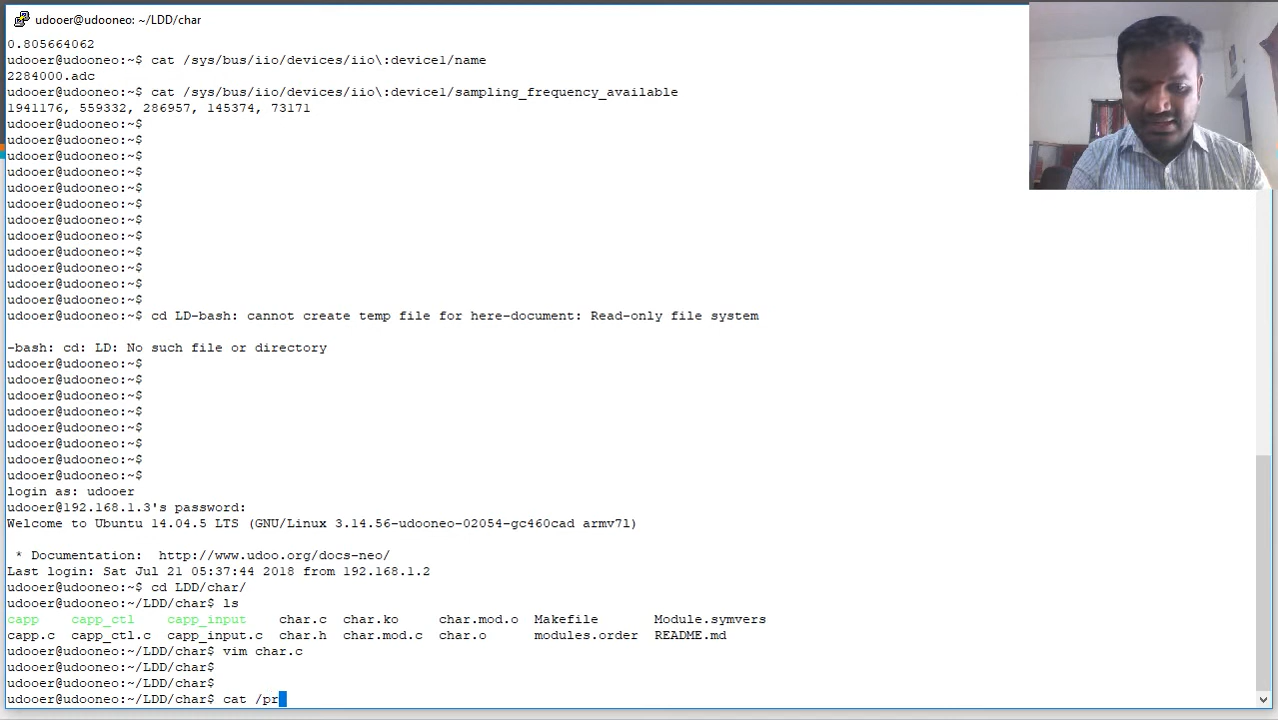 udooer@udooneo: ~/LDD/char
0.805664062
udooer@udooneo:~$ cat /sys/bus/iio/devices/iio\:device1/name
2284000.adc
udooer@udooneo:~$ cat /sys/bus/iio/devices/iio\:device1/sampling_frequency_available
1941176, 559332, 286957, 145374, 73171
udooer@udooneo:~$
udooer@udooneo:~$
udooer@udooneo:~$
udooer@udooneo:~$
udooer@udooneo:~$
udooer@udooneo:~$
udooer@udooneo:~$
udooer@udooneo:~$
udooer@udooneo:~$
udooer@udooneo:~$
udooer@udooneo:~$
udooer@udooneo:~$
udooer@udooneo:~$ cd LD-bash: cannot create temp file for here-document: Read-only file system
-bash: cd: LD: No such file or directory
udooer@udooneo:~$
udooer@udooneo:~$
udooer@udooneo:~$
udooer@udooneo:~$
udooer@udooneo:~$
udooer@udooneo:~$
udooer@udooneo:~$
udooer@udooneo:~$
login as: udooer
udooer@192.168.1.3's password:
Welcome to Ubuntu 14.04.5 LTS (GNU/Linux 3.14.56-udooneo-02054-gc460cad armv7l)
* Documentation:  http://www.udoo.org/docs-neo/
Last login: Sat Jul 21 05:37:44 2018 from 192.168.1.2
udooer@udooneo:~$ cd LDD/char/
udooer@udooneo:~/LDD/char$ ls
capp    capp_ctl    capp_input    char.c  char.ko     char.mod.o  Makefile       Module.symvers
capp.c  capp_ctl.c  capp_input.c  char.h  char.mod.c  char.o      modules.order  README.md
udooer@udooneo:~/LDD/char$ vim char.c
udooer@udooneo:~/LDD/char$
udooer@udooneo:~/LDD/char$
udooer@udooneo:~/LDD/char$ cat /pr